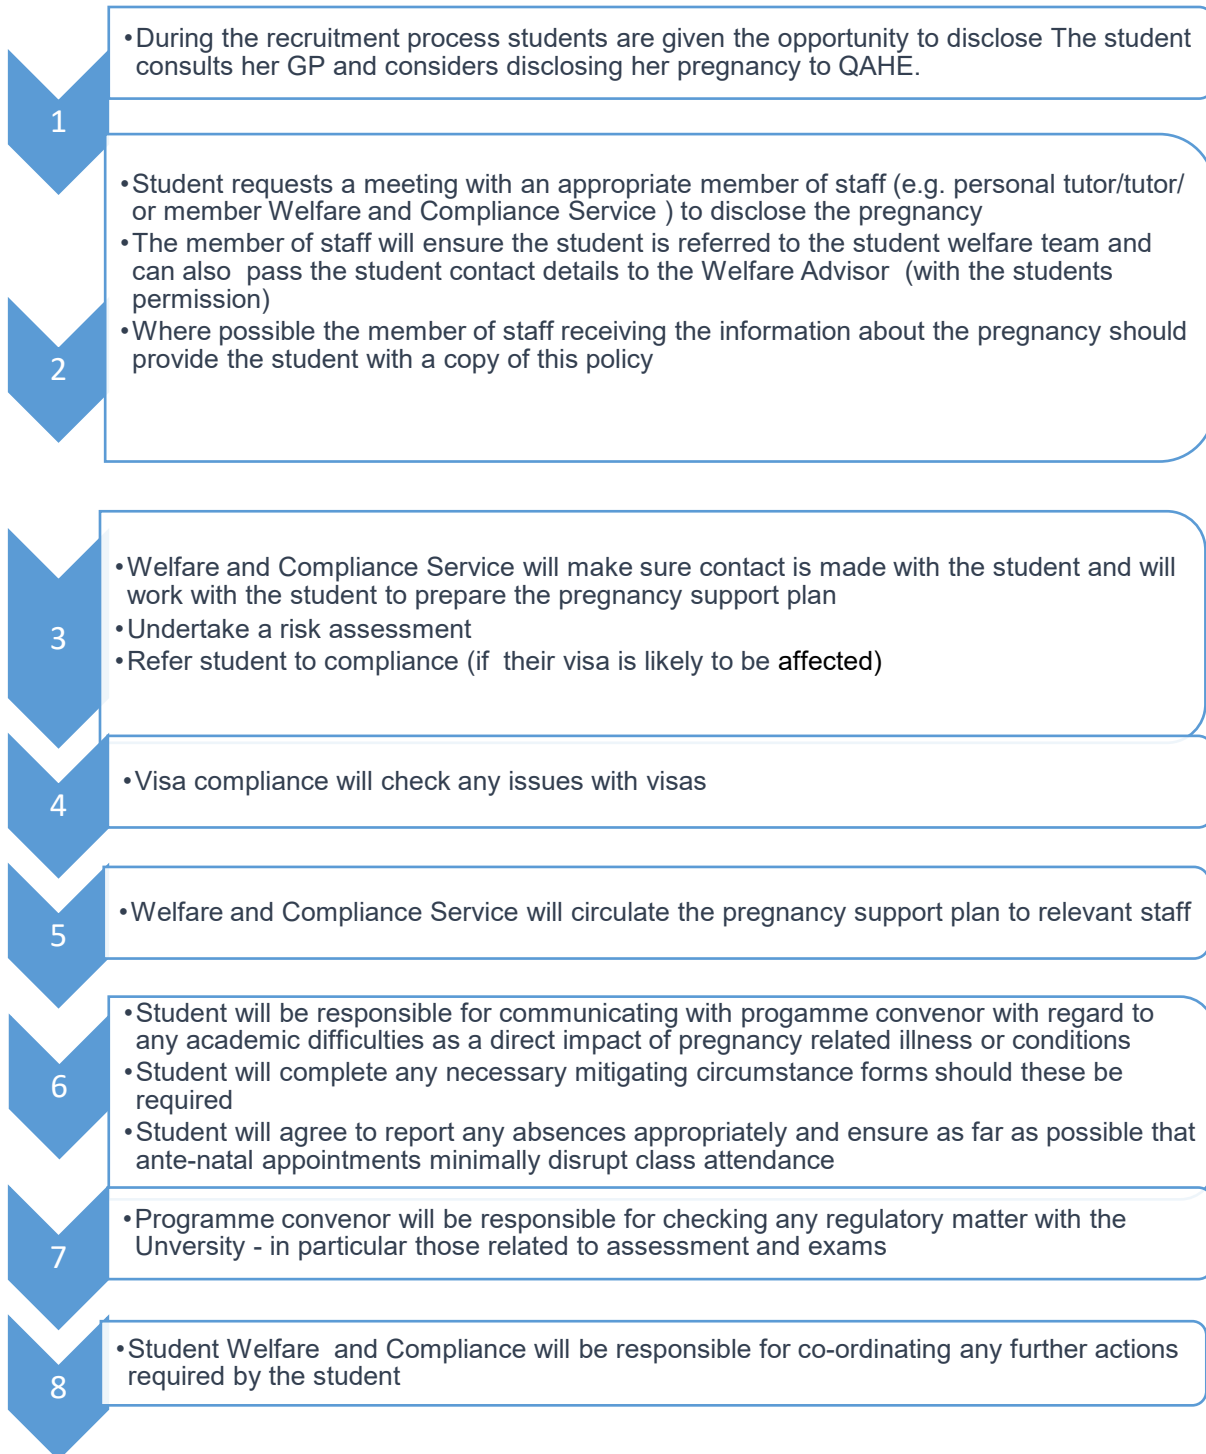 •During the recruitment process students are given the opportunity to disclose The student
consults her GP and considers disclosing her pregnancy to QAHE.
1
•Student requests a meeting with an appropriate member of staff (e.g. personal tutor/tutor/
or member Welfare and Compliance Service ) to disclose the pregnancy
•The member of staff will ensure the student is referred to the student welfare team and
can also pass the student contact details to the Welfare Advisor (with the students
permission)
•Where possible the member of staff receiving the information about the pregnancy should
provide the student with a copy of this policy
2
•Welfare and Compliance Service will make sure contact is made with the student and will
work with the student to prepare the pregnancy support plan
•Undertake a risk assessment
•Refer student to compliance (if their visa is likely to be affected)
3
•Visa compliance will check any issues with visas
4
•Welfare and Compliance Service will circulate the pregnancy support plan to relevant staff
5
•Student will be responsible for communicating with progamme convenor with regard to
any academic difficulties as a direct impact of pregnancy related illness or conditions
•Student will complete any necessary mitigating circumstance forms should these be
required
•Student will agree to report any absences appropriately and ensure as far as possible that
ante-natal appointments minimally disrupt class attendance
6
•Programme convenor will be responsible for checking any regulatory matter with the
Unversity - in particular those related to assessment and exams
7
•Student Welfare and Compliance will be responsible for co-ordinating any further actions
required by the student
8